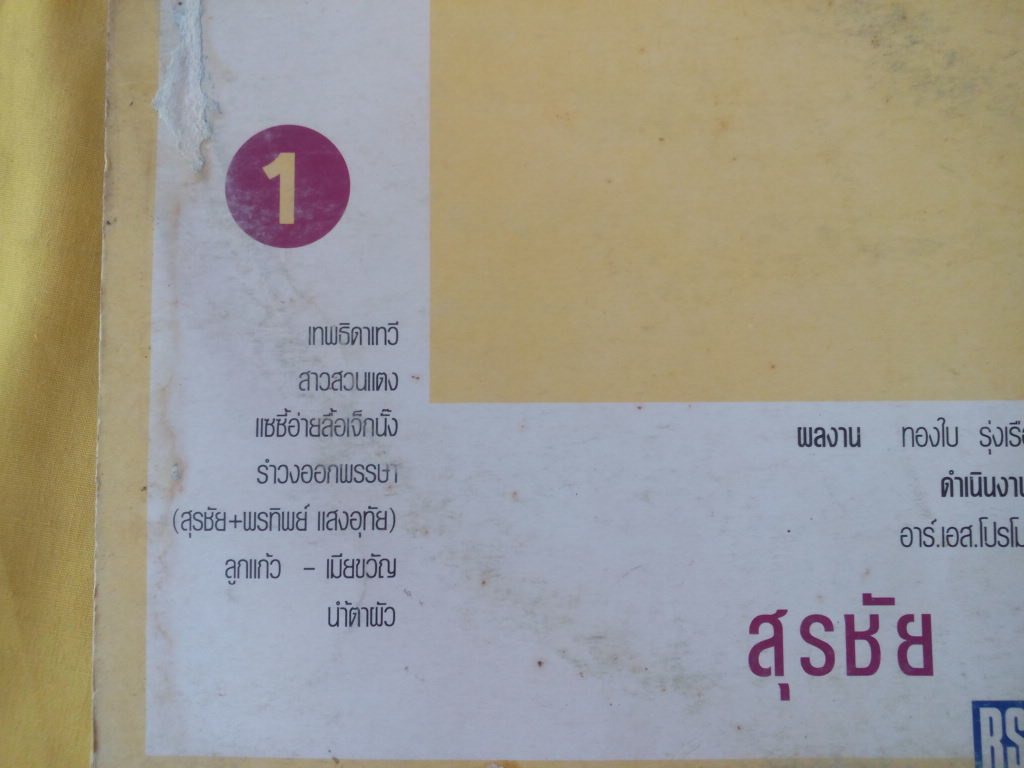 1
เทพธิดาเทวี
สาวสวนแตง
แซซี้อ่ายลื้อเจ็กนั๊ง
รำวงออกพรรษา
(สุรชัย+พรทิพย์ แสงอุทัย)
ลูกแก้ว - เมียขวัญ
น้ำตาผัว
ผลงาน ทองใบ
ดำเนินงาน
อาร์.เอส.โปรโม
สุรชัย
RS